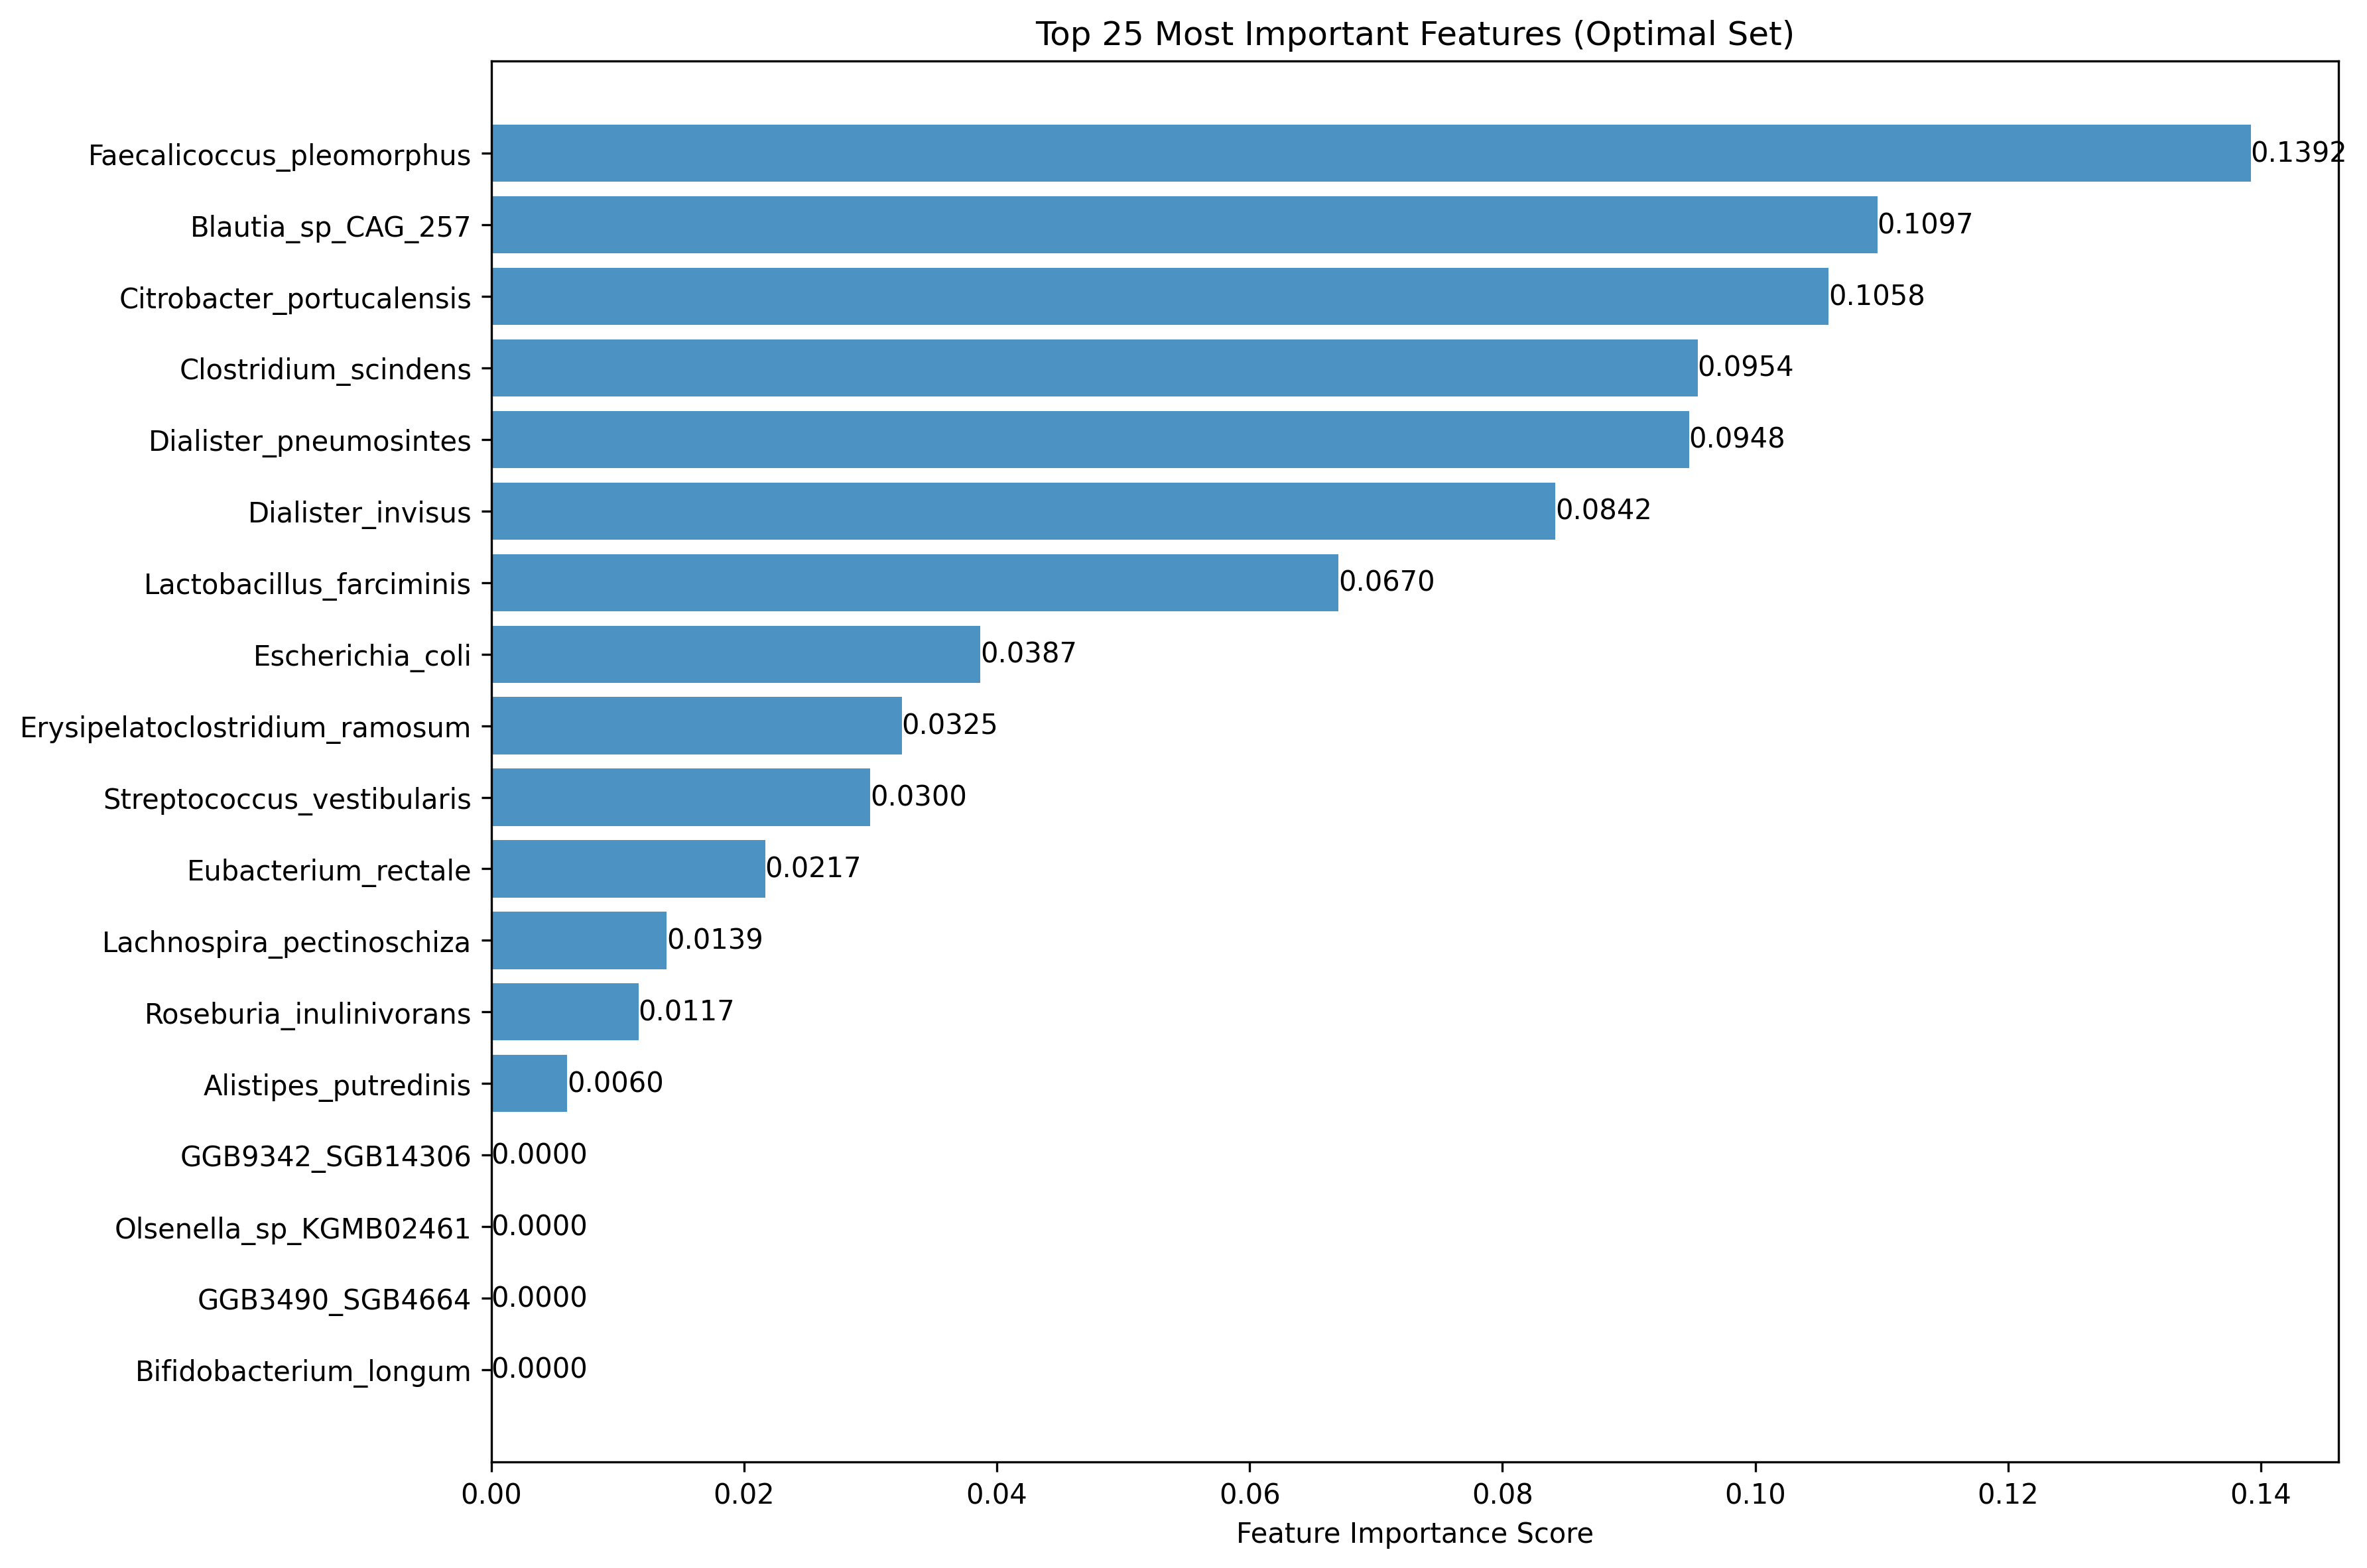 Top 25 Most Important Features (Optimal Set)
Faecalicoccus_pleomorphus 0.1392
Blautia_sp_CAG_257 0.1097
Citrobacter_portucalensis 0.1058
Clostridium_scindens 0.0954
Dialister_pneumosintes 0.0948
Dialister_invisus 0.0842
Lactobacillus_farciminis 0.0670
Escherichia_coli 0.0387
Erysipelatoclostridium_ramosum 0.0325
Streptococcus_vestibularis 0.0300
Eubacterium_rectale 0.0217
Lachnospira_pectinoschiza 0.0139
Roseburia_inulinivorans 0.0117
Alistipes_putredinis 0.0060
GGB9342_SGB14306 0.0000
Olsenella_sp_KGMB02461 0.0000
GGB3490_SGB4664 0.0000
Bifidobacterium_longum 0.0000
0.00 0.02 0.04 0.06 0.08 0.10 0.12 0.14
Feature Importance Score